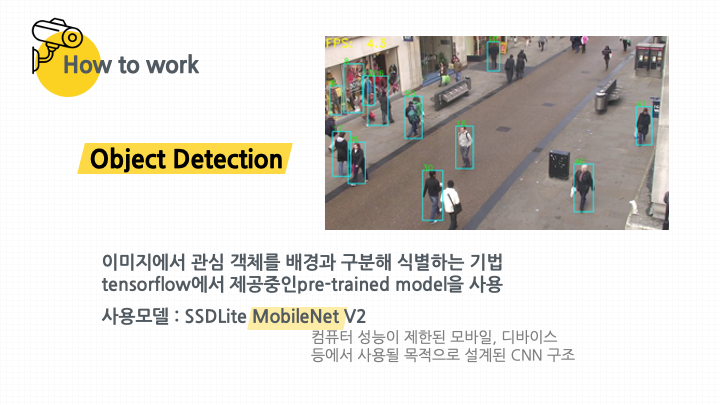 How to work
FPS: 4.8
Object Detection
이미지에서 관심 객체를 배경과 구분해 식별하는 기법
tensorflow에서 제공중인pre-trained model을 사용
사용모델 : SSDLite MobileNet V2
컴퓨터 성능이 제한된 모바일, 디바이스
등에서 사용될 목적으로 설계된 CNN 구조